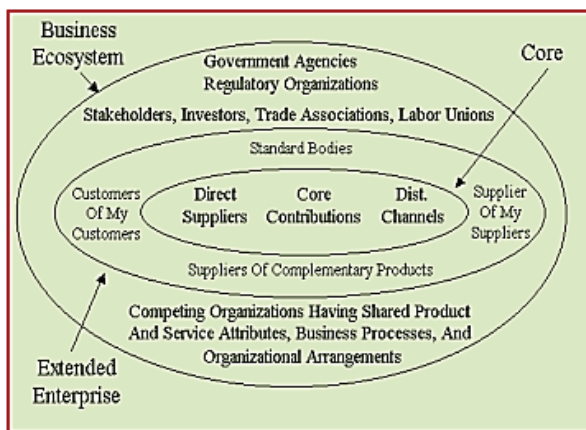 Business
Ecosystem
Core
Government Agencies
Regulatory Organizations
Stakeholders, Investors, Trade Associations, Labor Unions
Standard Bodies
Customers
Of My
Customers
Direct
Suppliers
Core
Contributions
Dist.
Channels
Supplier
Of My
Suppliers
Suppliers Of Complementary Products
Competing Organizations Having Shared Product
And Service Attributes, Business Processes, And
Organizational Arrangements
Extended
Enterprise